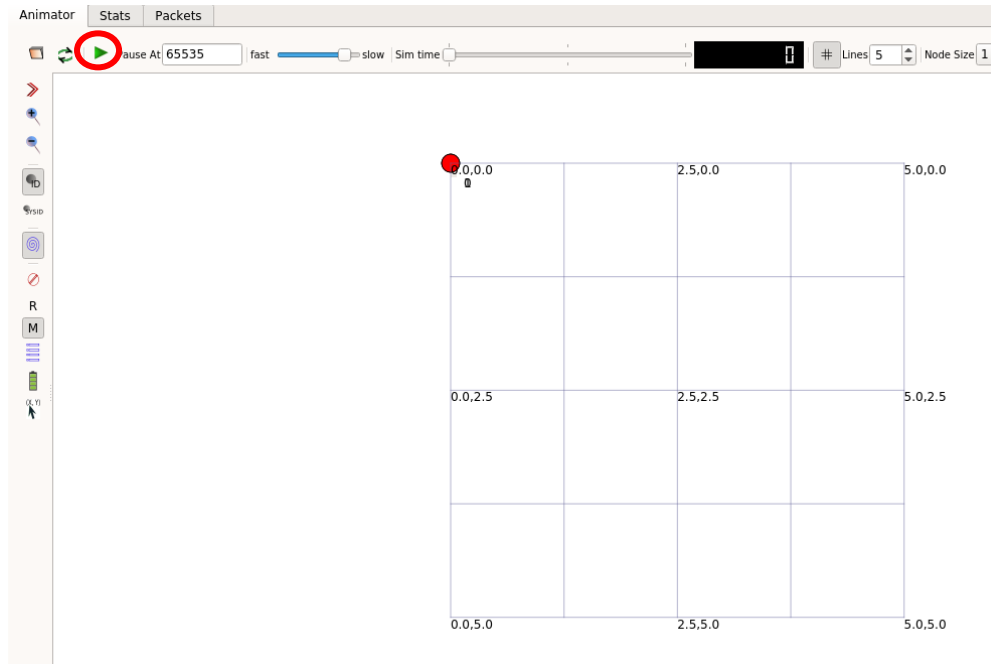 Animator Stats Packets
ause At 65535 fast slow Sim time 0 # Lines 5 Node Size 1
ID
SYSID
R
M
(X, Y)
0.0,0.0 2.5,0.0 5.0,0.0
0.0,2.5 2.5,2.5 5.0,2.5
0.0,5.0 2.5,5.0 5.0,5.0